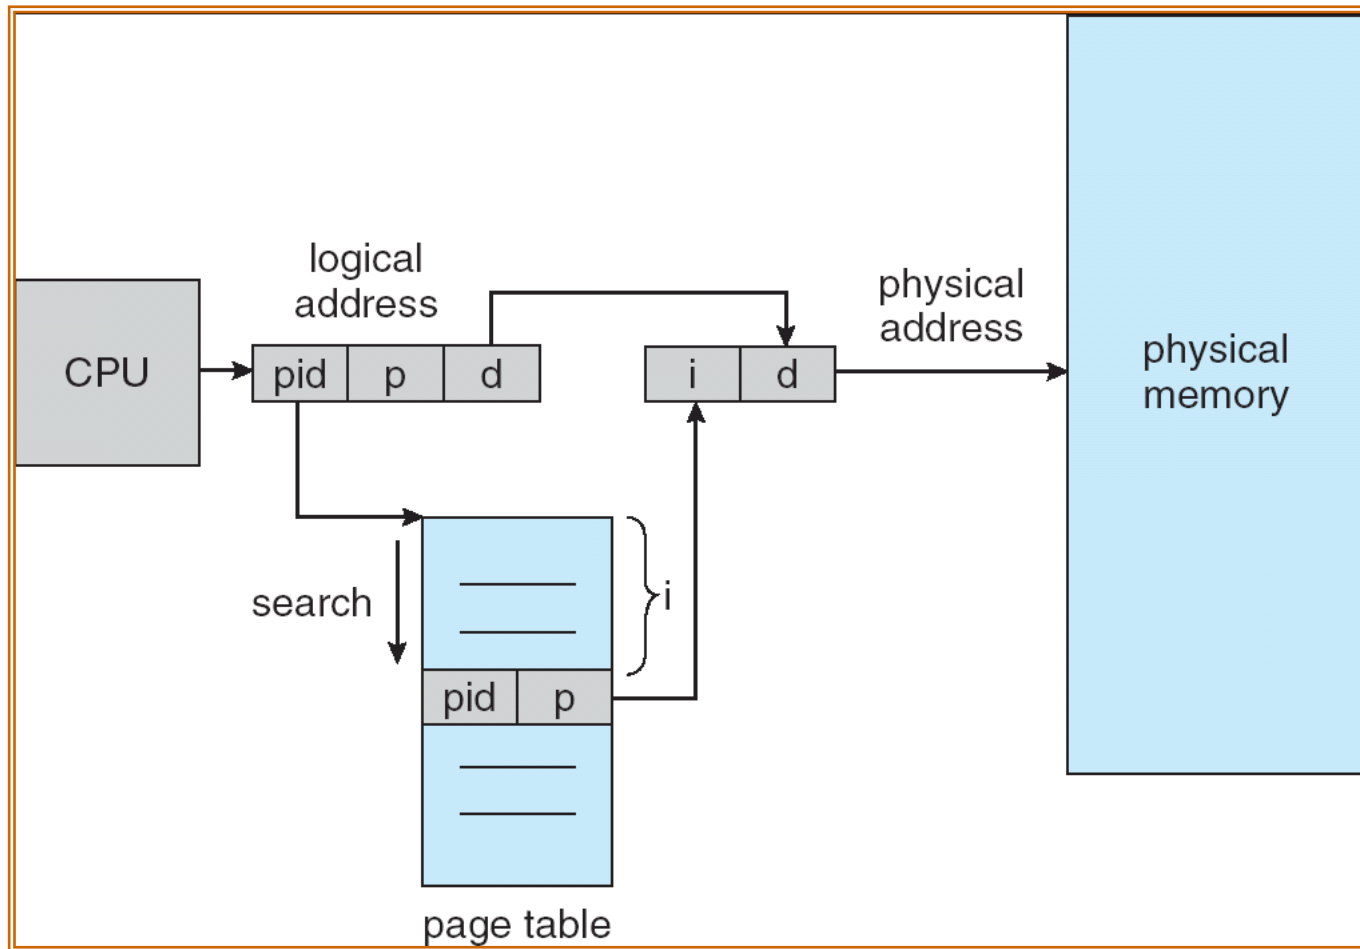 logical
address
physical
address
CPU
pid p d
i d
physical
memory
search
i
pid p
page table